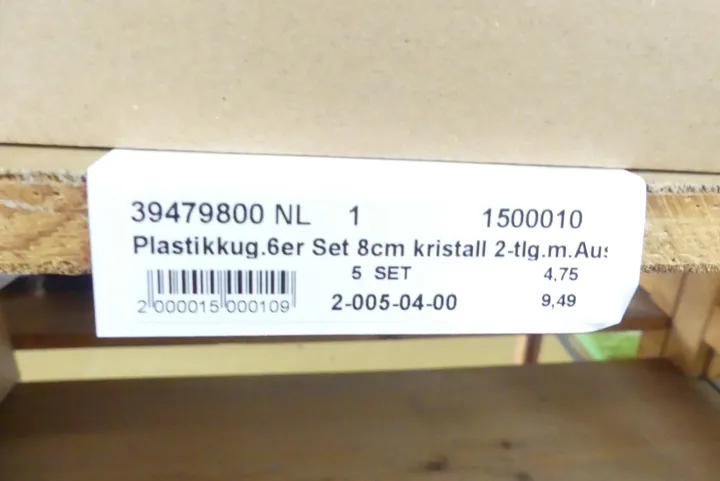 39479800 NL 1 1500010
Plastikkug.6er Set 8cm kristall 2-tlg.m.Aus
5 SET 4,75
2 000015 000109 2-005-04-00 9,49